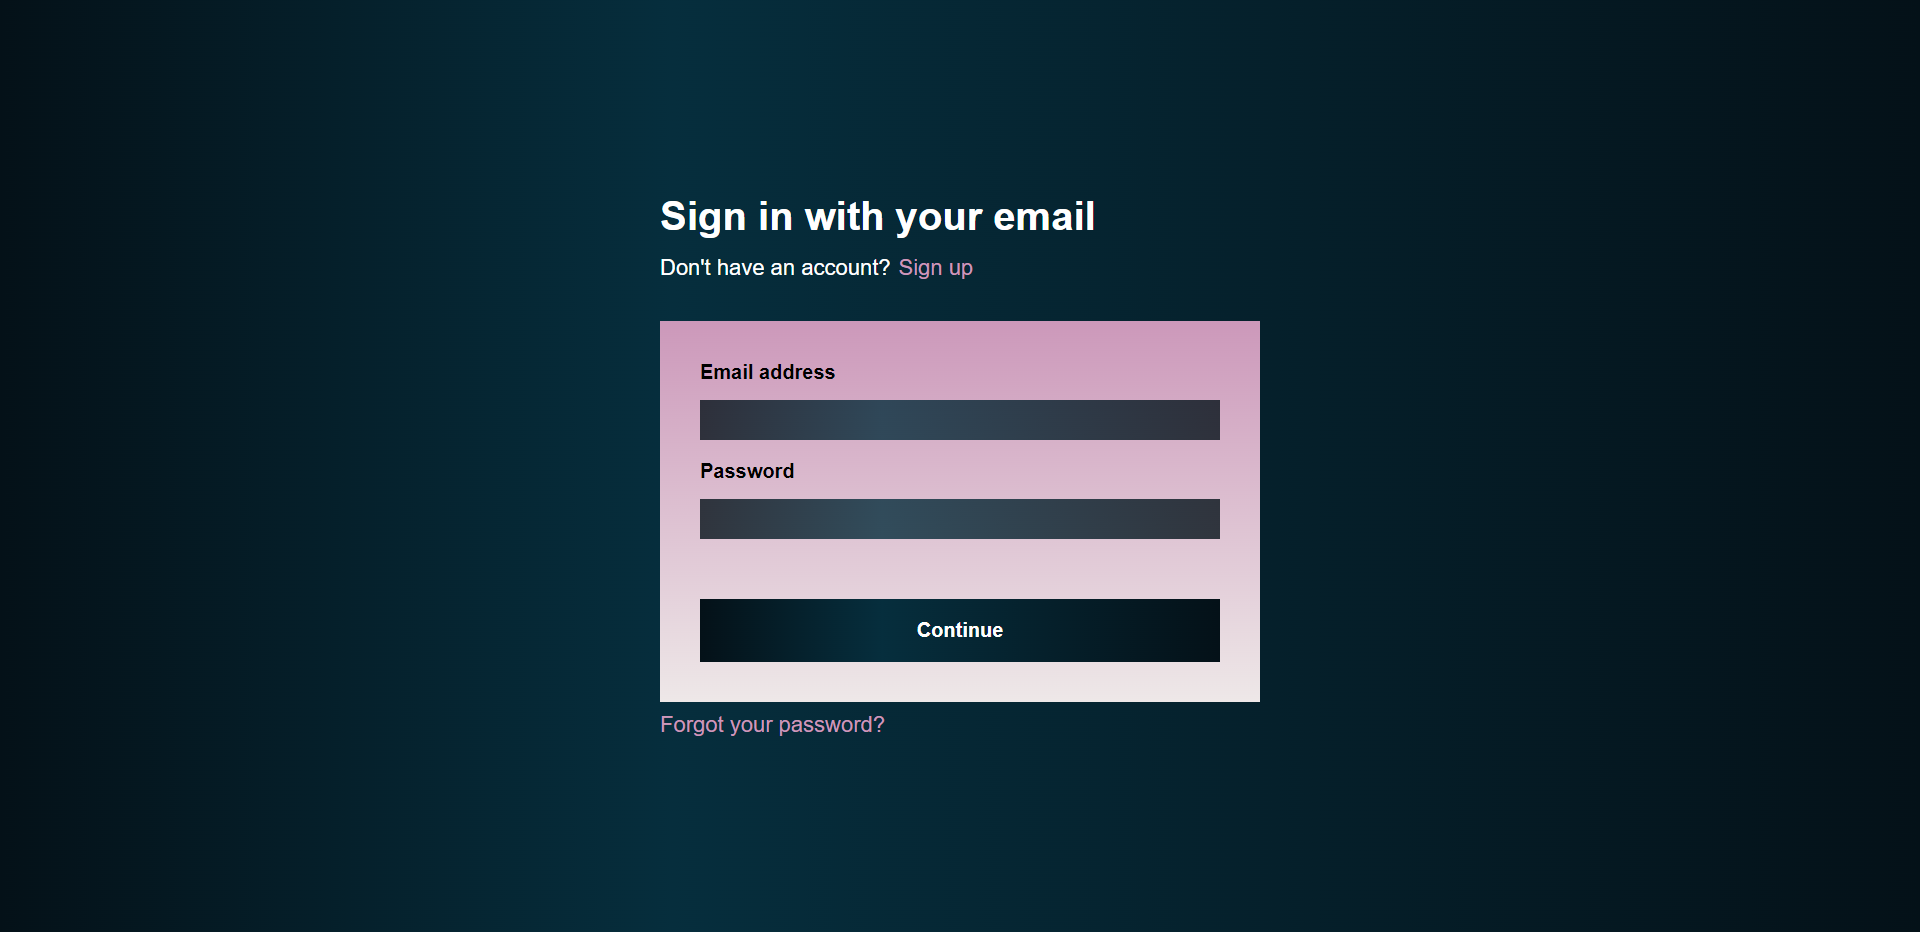 Sign in with your email
Don't have an account? Sign up
Email address
Password
Continue
Forgot your password?